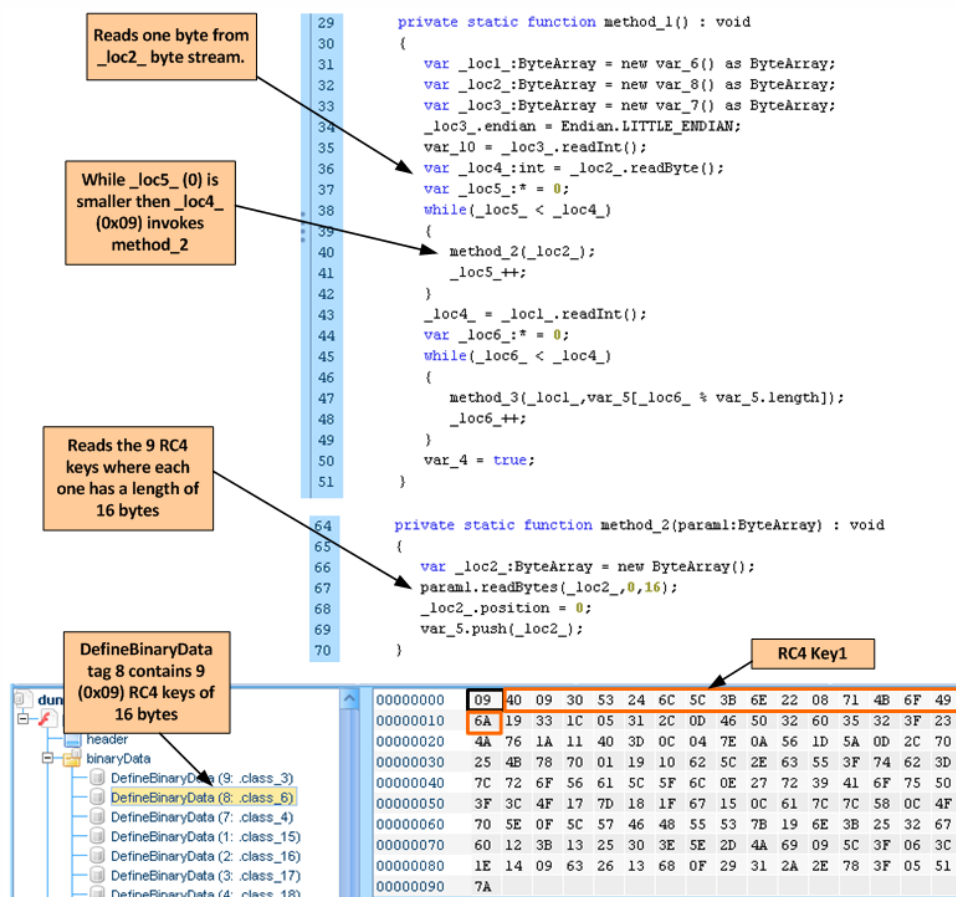 Reads one byte from
_loc2_ byte stream.
29 private static function method_1() : void
30 {
31 var _loc1_:ByteArray = new var_6() as ByteArray;
32 var _loc2_:ByteArray = new var_8() as ByteArray;
33 var _loc3_:ByteArray = new var_7() as ByteArray;
34 _loc3_.endian = Endian.LITTLE_ENDIAN;
35 var_10 = _loc3_.readInt();
36 var _loc4_:int = _loc2_.readByte();
37 var _loc5_:* = 0;
38 while(_loc5_ < _loc4_)
39 {
40 method_2(_loc2_);
41 _loc5_++;
42 }
43 _loc4_ = _loc1_.readInt();
44 var _loc6_:* = 0;
45 while(_loc6_ < _loc4_)
46 {
47 method_3(_loc1_,var_5[_loc6_ % var_5.length]);
48 _loc6_++;
49 }
50 var_4 = true;
51 }
While _loc5_ (0) is
smaller then _loc4_
(0x09) invokes
method_2
Reads the 9 RC4
keys where each
one has a length of
16 bytes
64 private static function method_2(param1:ByteArray) : void
65 {
66 var _loc2_:ByteArray = new ByteArray();
67 param1.readBytes(_loc2_,0,16);
68 _loc2_.position = 0;
69 var_5.push(_loc2_);
70 }
DefineBinaryData
tag 8 contains 9
(0x09) RC4 keys of
16 bytes
RC4 Key1
header
binaryData
DefineBinaryData (9: .class_3)
DefineBinaryData (8: .class_6)
DefineBinaryData (7: .class_4)
DefineBinaryData (1: .class_15)
DefineBinaryData (2: .class_16)
DefineBinaryData (3: .class_17)
DefineBinaryData (4: .class_18)
00000000 09 40 09 30 53 24 6C 5C 3B 6E 22 08 71 4B 6F 49
00000010 6A 19 33 1C 05 31 2C 0D 46 50 32 60 35 32 3F 23
00000020 4A 76 1A 11 40 3D 0C 04 7E 0A 56 1D 5A 0D 2C 70
00000030 25 4B 78 70 01 19 10 62 5C 2E 63 55 3F 74 62 3D
00000040 7C 72 6F 56 61 5C 5F 6C 0E 27 72 39 41 6F 75 50
00000050 3F 3C 4F 17 7D 18 1F 67 15 0C 61 7C 7C 58 0C 4F
00000060 70 5E 0F 5C 57 46 48 55 53 7B 19 6E 3B 25 32 67
00000070 60 12 3B 13 25 30 3E 5E 2D 4A 69 09 5C 3F 06 3C
00000080 1E 14 09 63 26 13 68 0F 29 31 2A 2E 78 3F 05 51
00000090 7A